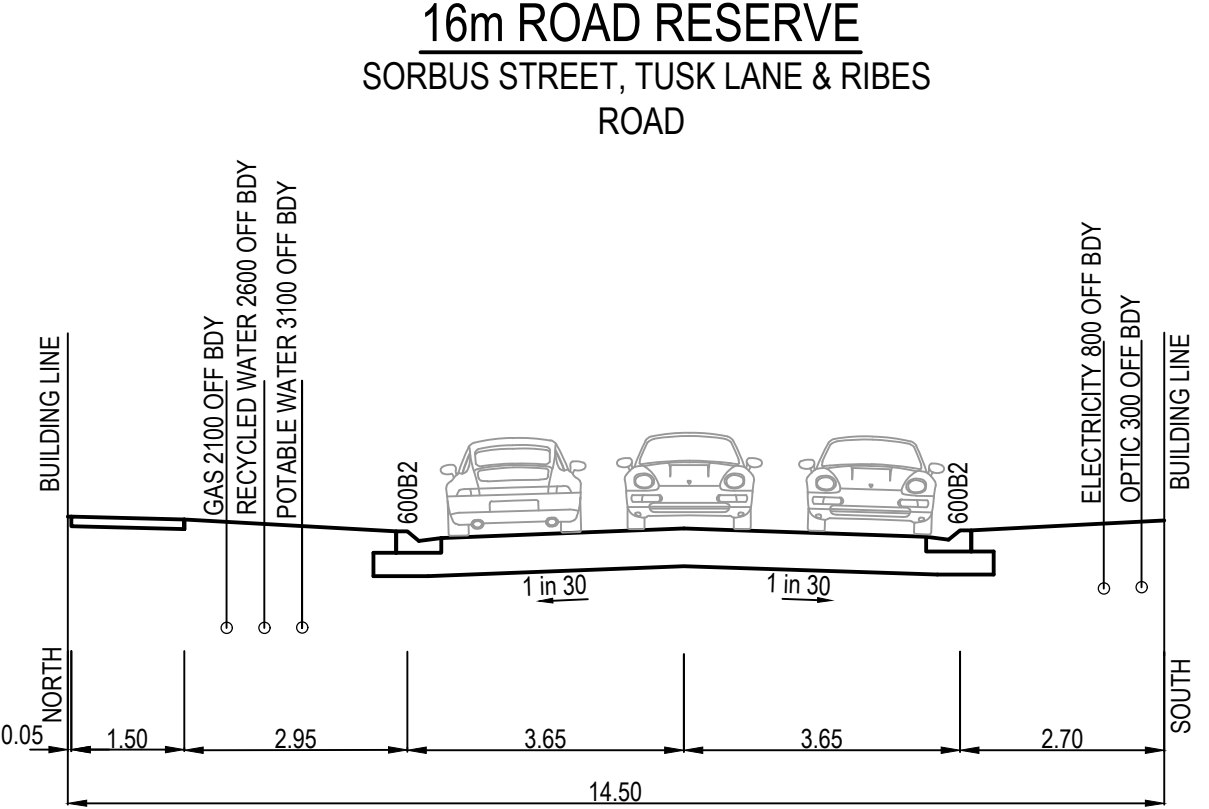 16m ROAD RESERVE
SORBUS STREET, TUSK LANE & RIBES
ROAD
BUILDING LINE
GAS 2100 OFF BDY
RECYCLED WATER 2600 OFF BDY
POTABLE WATER 3100 OFF BDY
600B2
600B2
ELECTRICITY 800 OFF BDY
OPTIC 300 OFF BDY
BUILDING LINE
1 in 30
1 in 30
NORTH
SOUTH
0.05
1.50
2.95
3.65
3.65
2.70
14.50